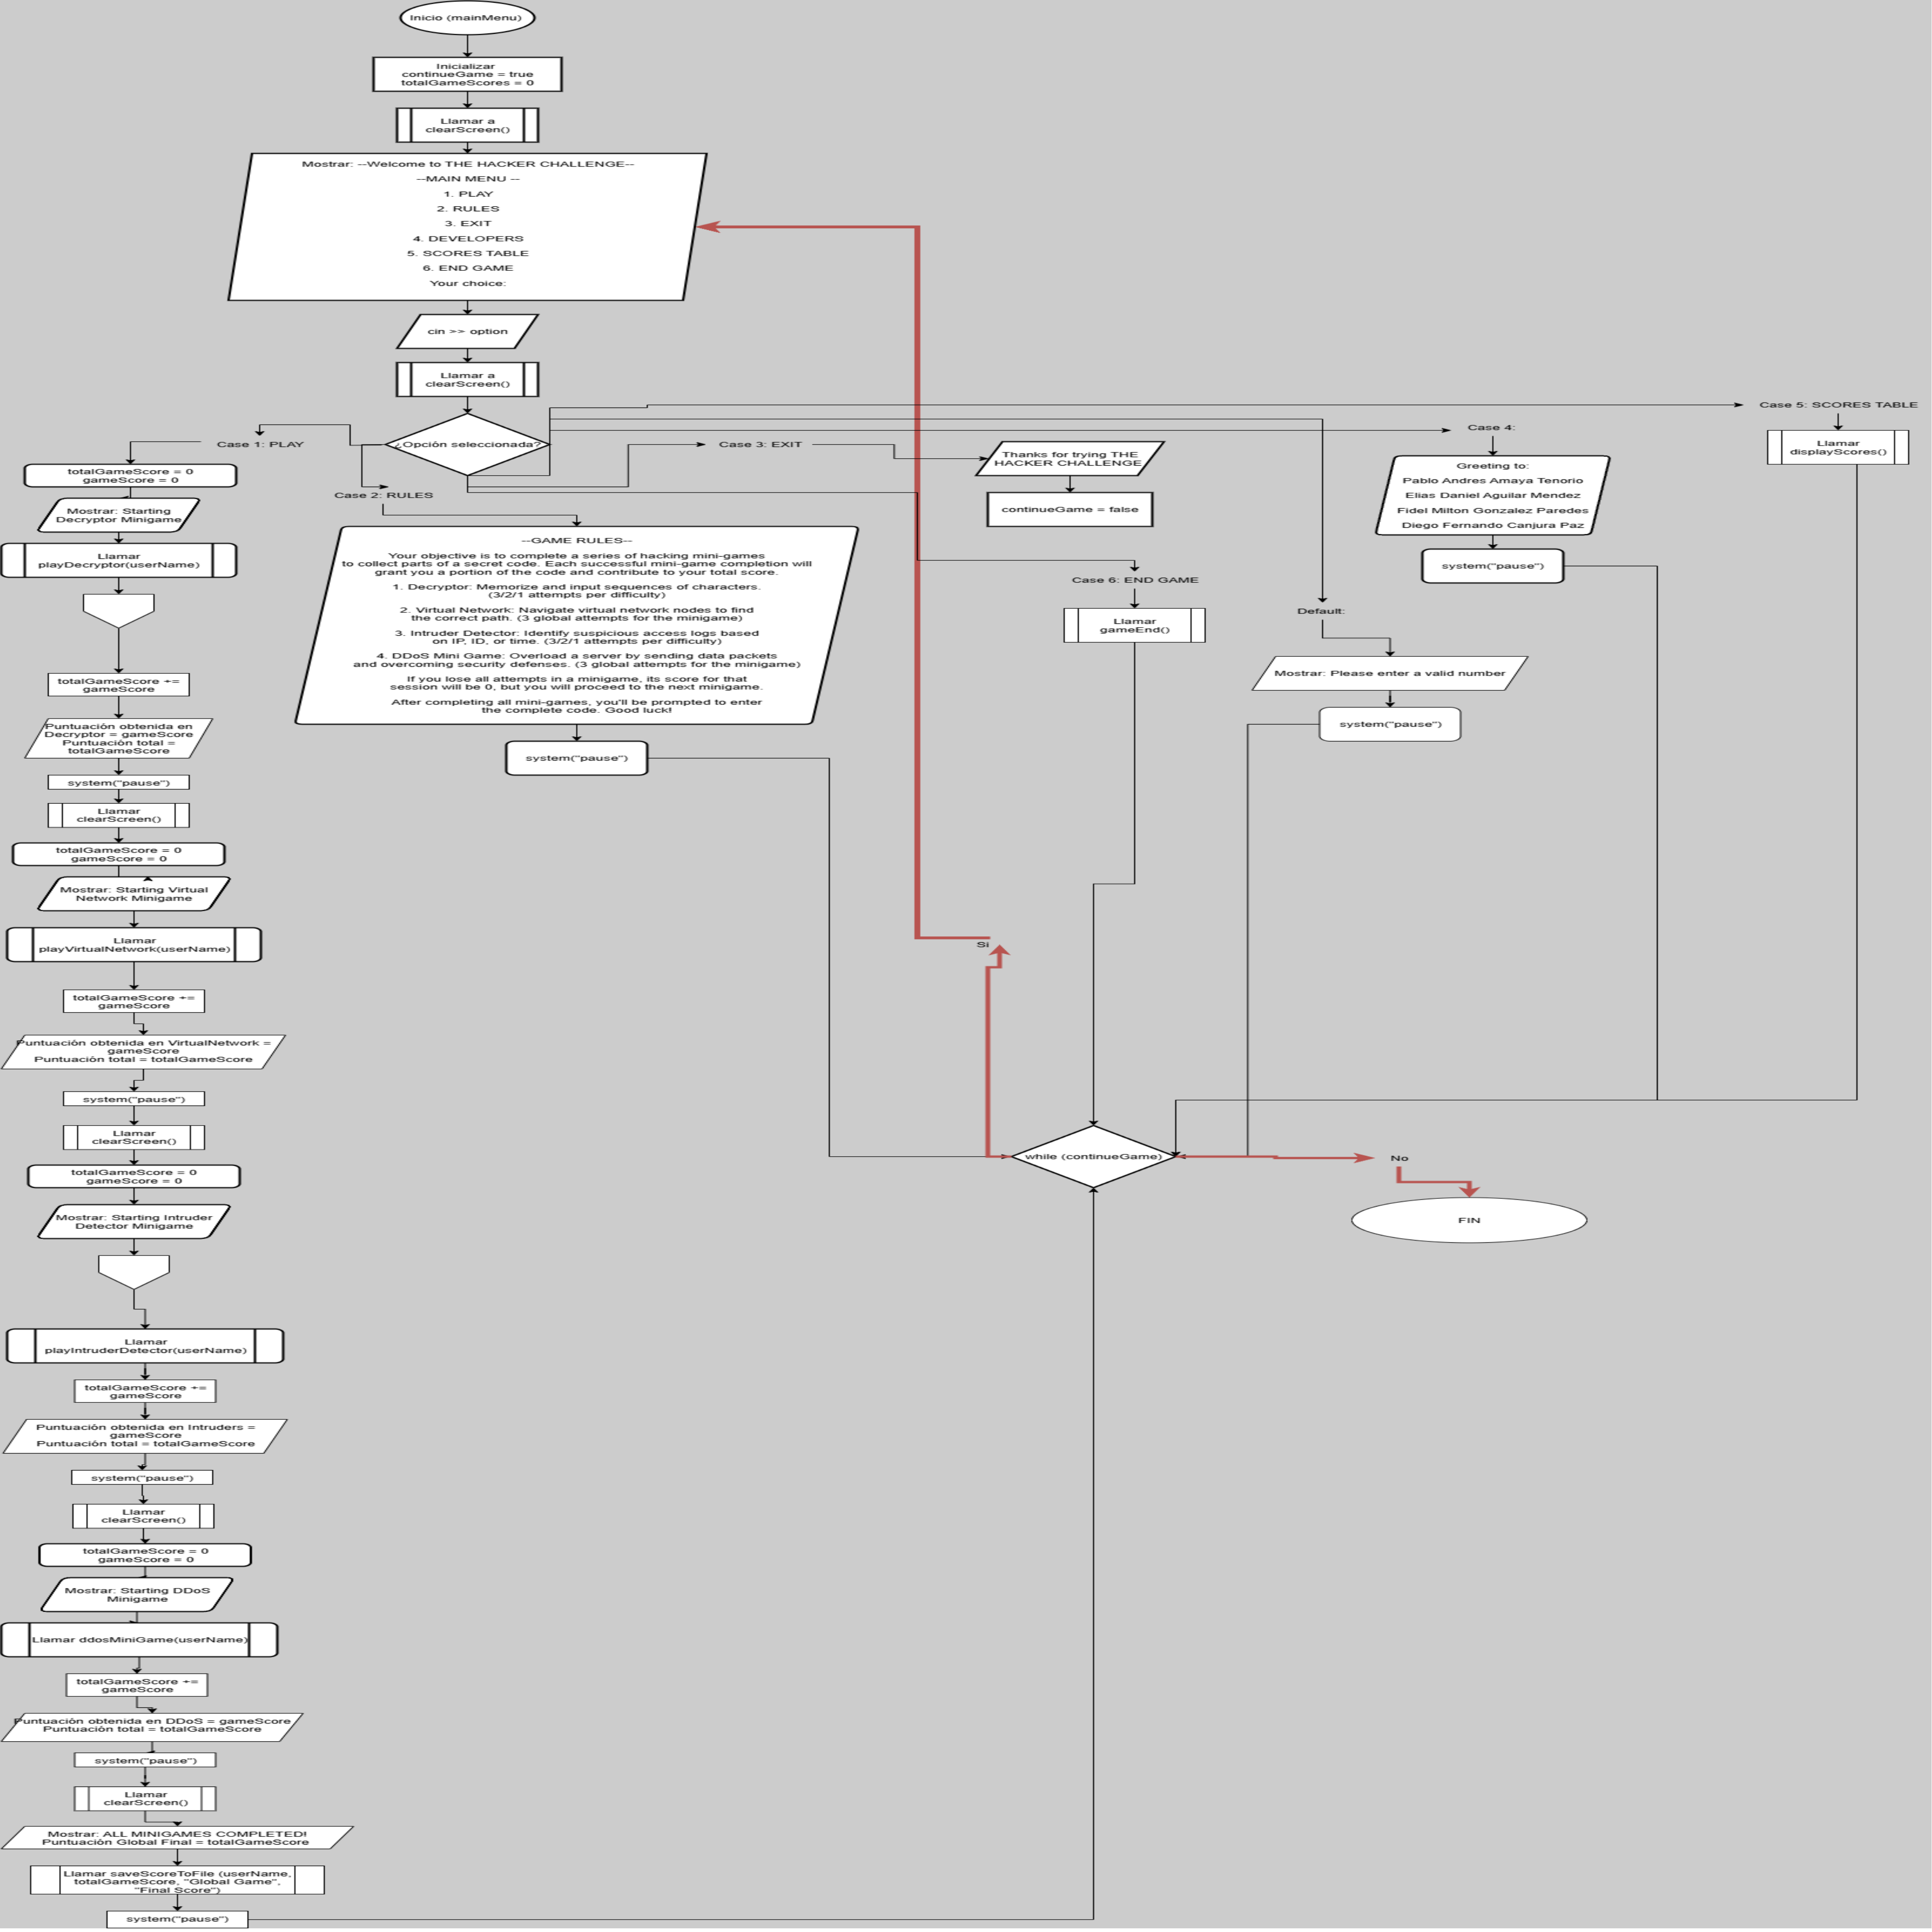 Inicio (mainMenu)
Inicializar
continueGame = true
totalGameScores = 0
Llamar a
clearScreen()
Mostrar: --Welcome to THE HACKER CHALLENGE--
--MAIN MENU --
1. PLAY
2. RULES
3. EXIT
4. DEVELOPERS
5. SCORES TABLE
6. END GAME
Your choice:
cin >> option
Llamar a
clearScreen()
¿Opción seleccionada?
Case 1: PLAY
totalGameScore = 0
gameScore = 0
Mostrar: Starting
Decryptor Minigame
Llamar
playDecryptor(userName)
totalGameScore +=
gameScore
Puntuación obtenida en
Decryptor = gameScore
Puntuación total =
totalGameScore
system("pause")
Llamar
clearScreen()
totalGameScore = 0
gameScore = 0
Mostrar: Starting Virtual
Network Minigame
Llamar
playVirtualNetwork(userName)
totalGameScore +=
gameScore
Puntuación obtenida en VirtualNetwork =
gameScore
Puntuación total = totalGameScore
system("pause")
Llamar
clearScreen()
totalGameScore = 0
gameScore = 0
Mostrar: Starting Intruder
Detector Minigame
Llamar
playIntruderDetector(userName)
totalGameScore +=
gameScore
Puntuación obtenida en Intruders =
gameScore
Puntuación total = totalGameScore
system("pause")
Llamar
clearScreen()
totalGameScore = 0
gameScore = 0
Mostrar: Starting DDoS
Minigame
Llamar ddosMiniGame(userName)
totalGameScore +=
gameScore
Puntuación obtenida en DDoS = gameScore
Puntuación total = totalGameScore
system("pause")
Llamar
clearScreen()
Mostrar: ALL MINIGAMES COMPLETED!
Puntuación Global Final = totalGameScore
Llamar saveScoreToFile (userName,
totalGameScore, "Global Game",
"Final Score")
system("pause")
Case 2: RULES
--GAME RULES--
Your objective is to complete a series of hacking mini-games
to collect parts of a secret code. Each successful mini-game completion will
grant you a portion of the code and contribute to your total score.
1. Decryptor: Memorize and input sequences of characters.
(3/2/1 attempts per difficulty)
2. Virtual Network: Navigate virtual network nodes to find
the correct path. (3 global attempts for the minigame)
3. Intruder Detector: Identify suspicious access logs based
on IP, ID, or time. (3/2/1 attempts per difficulty)
4. DDoS Mini Game: Overload a server by sending data packets
and overcoming security defenses. (3 global attempts for the minigame)
If you lose all attempts in a minigame, its score for that
session will be 0, but you will proceed to the next minigame.
After completing all mini-games, you'll be prompted to enter
the complete code. Good luck!
system("pause")
Case 3: EXIT
Thanks for trying THE
HACKER CHALLENGE
continueGame = false
Case 6: END GAME
Llamar
gameEnd()
Default:
Mostrar: Please enter a valid number
system("pause")
Case 4:
Greeting to:
Pablo Andres Amaya Tenorio
Elias Daniel Aguilar Mendez
Fidel Milton Gonzalez Paredes
Diego Fernando Canjura Paz
system("pause")
Case 5: SCORES TABLE
Llamar
displayScores()
Si
while (continueGame)
No
FIN